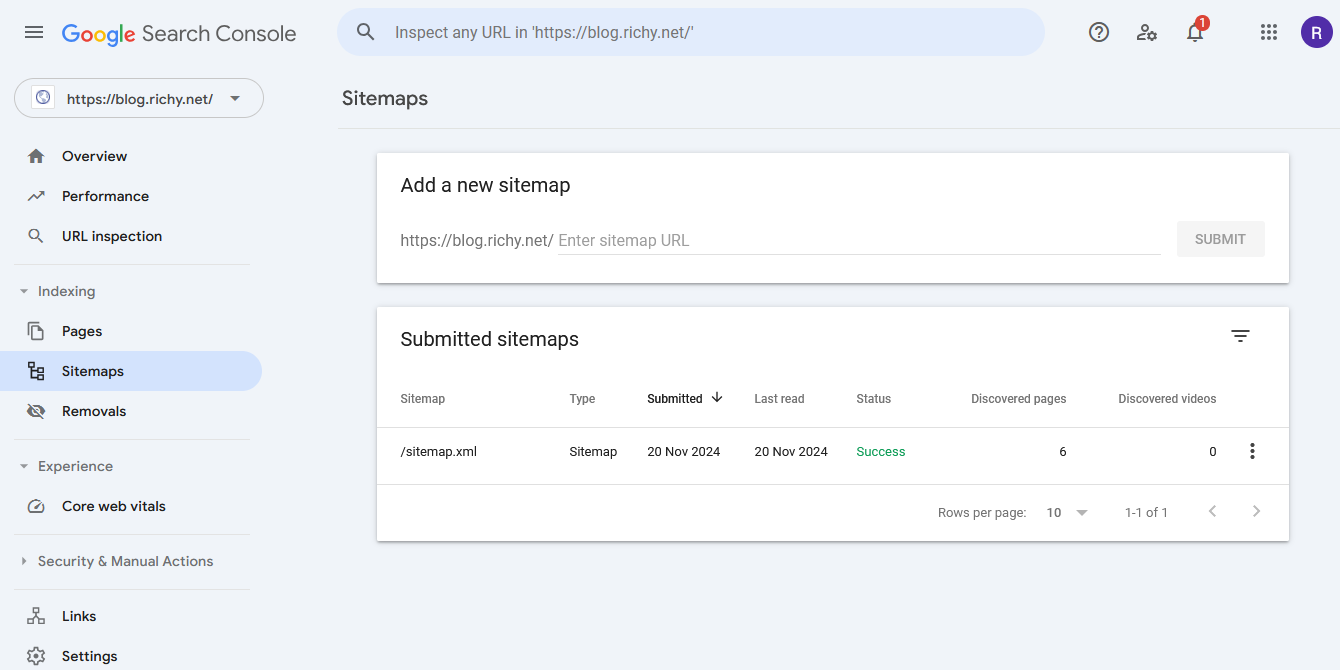 Google Search Console
Inspect any URL in 'https://blog.richy.net/'
1
R
https://blog.richy.net/
Sitemaps
Overview
Performance
URL inspection
Indexing
Pages
Sitemaps
Removals
Experience
Core web vitals
Security & Manual Actions
Links
Settings
Add a new sitemap
https://blog.richy.net/ Enter sitemap URL
SUBMIT
Submitted sitemaps
Sitemap Type Submitted Last read Status Discovered pages Discovered videos
/sitemap.xml Sitemap 20 Nov 2024 20 Nov 2024 Success 6 0
Rows per page: 10 1-1 of 1